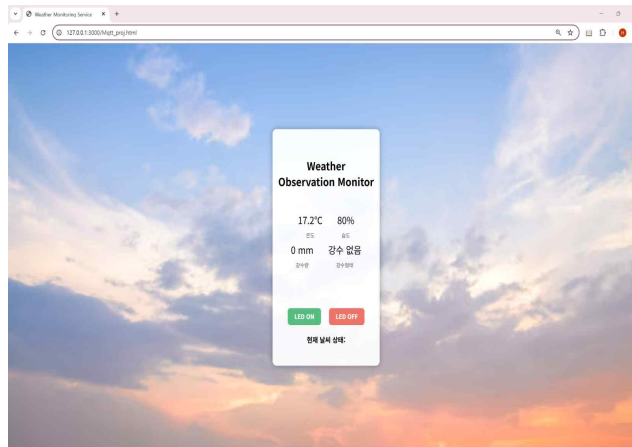 Weather Monitoring Service
127.0.0.1:3000/Mqtt_proj.html
Weather
Observation Monitor
17.2°C 80%
온도 습도
0 mm 강수 없음
강수량 강수형태
LED ON LED OFF
현재 날씨 상태: